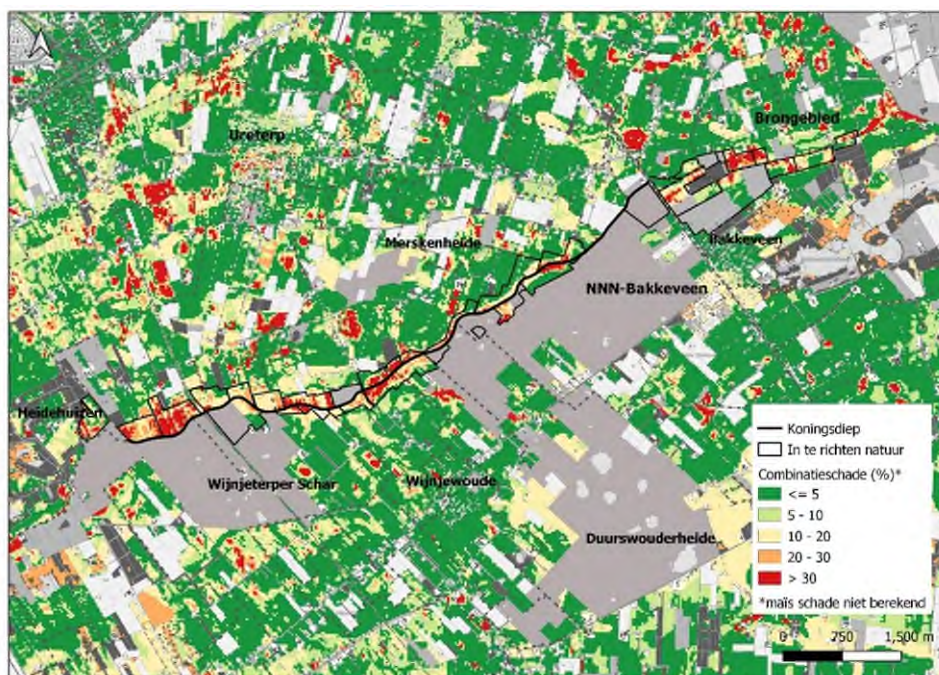 Brongebied
Ureterp
Merskenheide
Bakkeveen
NNN-Bakkeveen
Heidehuizen
Wijnjeterper Schar
Wijnjewoude
Duurswouderheide
Koningsdiep
In te richten natuur
Combinatieschade (%)*
<= 5
5 - 10
10 - 20
20 - 30
> 30
*maïs schade niet berekend
0 750 1,500 m